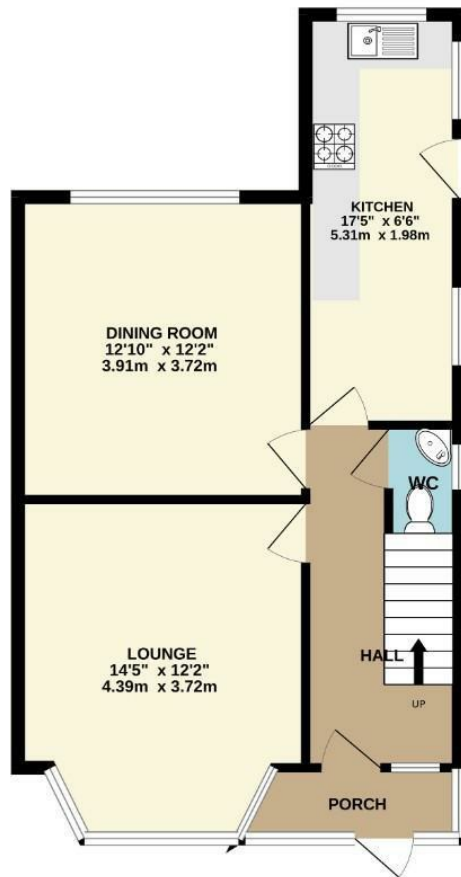 KITCHEN
17'5" x 6'6"
5.31m x 1.98m
DINING ROOM
12'10" x 12'2"
3.91m x 3.72m
WC
LOUNGE
14'5" x 12'2"
4.39m x 3.72m
HALL
UP
PORCH